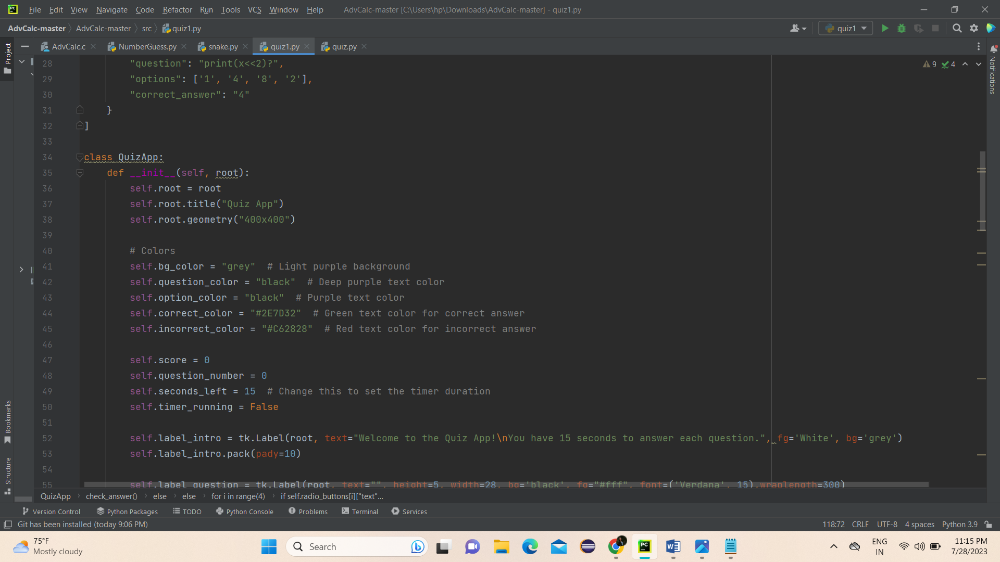 File Edit View Navigate Code Refactor Run Tools VCS Window Help AdvCalc-master [C:\Users\hp\Downloads\AdvCalc-master] - quiz1.py
AdvCalc-master AdvCalc-master src quiz1.py quiz1
Project
AdvCalc.c NumberGuess.py snake.py quiz1.py quiz.py
Notifications
9 4
28 "question": "print(x<<2)?",
29 "options": ['1', '4', '8', '2'],
30 "correct_answer": "4"
31 }
32 ]
33
34 class QuizApp:
35 def __init__(self, root):
36 self.root = root
37 self.root.title("Quiz App")
38 self.root.geometry("400x400")
39
40 # Colors
41 self.bg_color = "grey"  # Light purple background
42 self.question_color = "black"  # Deep purple text color
43 self.option_color = "black"  # Purple text color
44 self.correct_color = "#2E7D32"  # Green text color for correct answer
45 self.incorrect_color = "#C62828"  # Red text color for incorrect answer
46
47 self.score = 0
48 self.question_number = 0
49 self.seconds_left = 15  # Change this to set the timer duration
50 self.timer_running = False
51
52 self.label_intro = tk.Label(root, text="Welcome to the Quiz App!\nYou have 15 seconds to answer each question.", fg='White', bg='grey')
53 self.label_intro.pack(pady=10)
54
55 self.label_question = tk.Label(root, text="", height=5, width=28, bg='black', fg="#fff", font=('Verdana', 15),wraplength=300)
Bookmarks
Structure
QuizApp check_answer() else else for i in range(4) if self.radio_buttons[i]["text"...
Version Control Python Packages TODO Python Console Problems Terminal Services
Git has been installed (today 9:06 PM) 118:72 CRLF UTF-8 4 spaces Python 3.9
75°F
Mostly cloudy
Search
ENG
IN
11:15 PM
7/28/2023